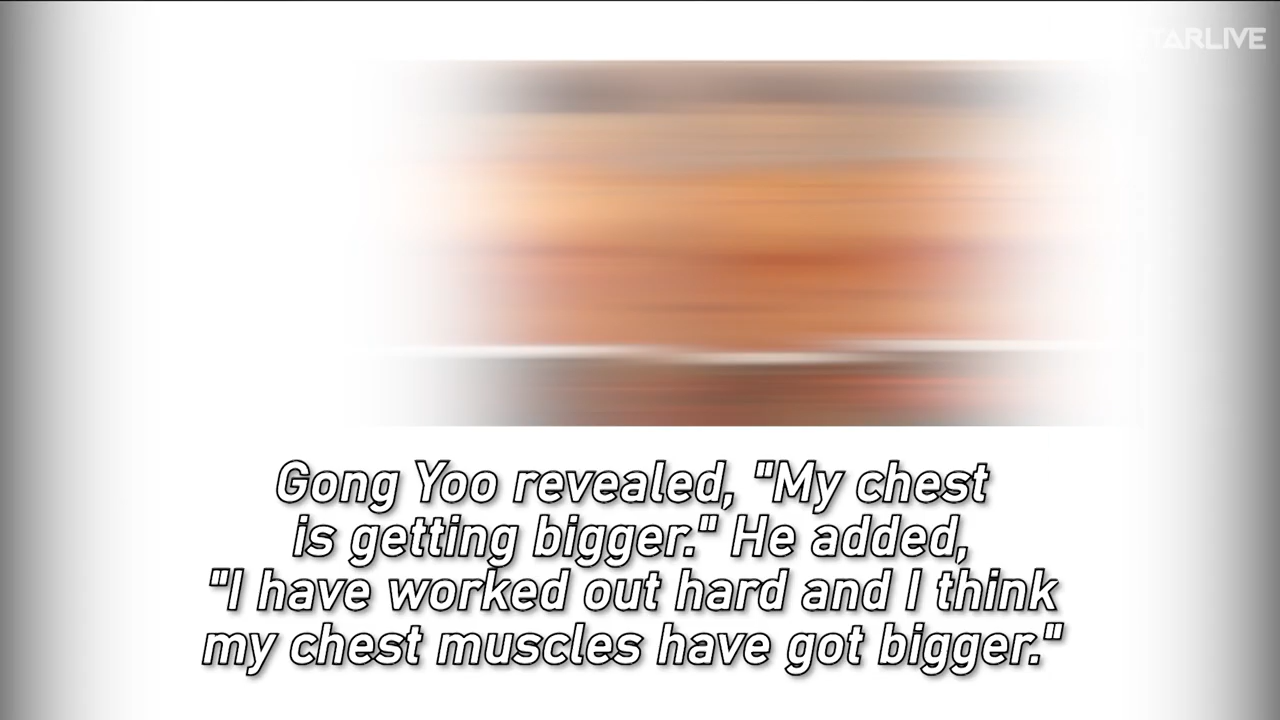 STARLIVE
Gong Yoo revealed, "My chest
is getting bigger." He added,
"I have worked out hard and I think
my chest muscles have got bigger."